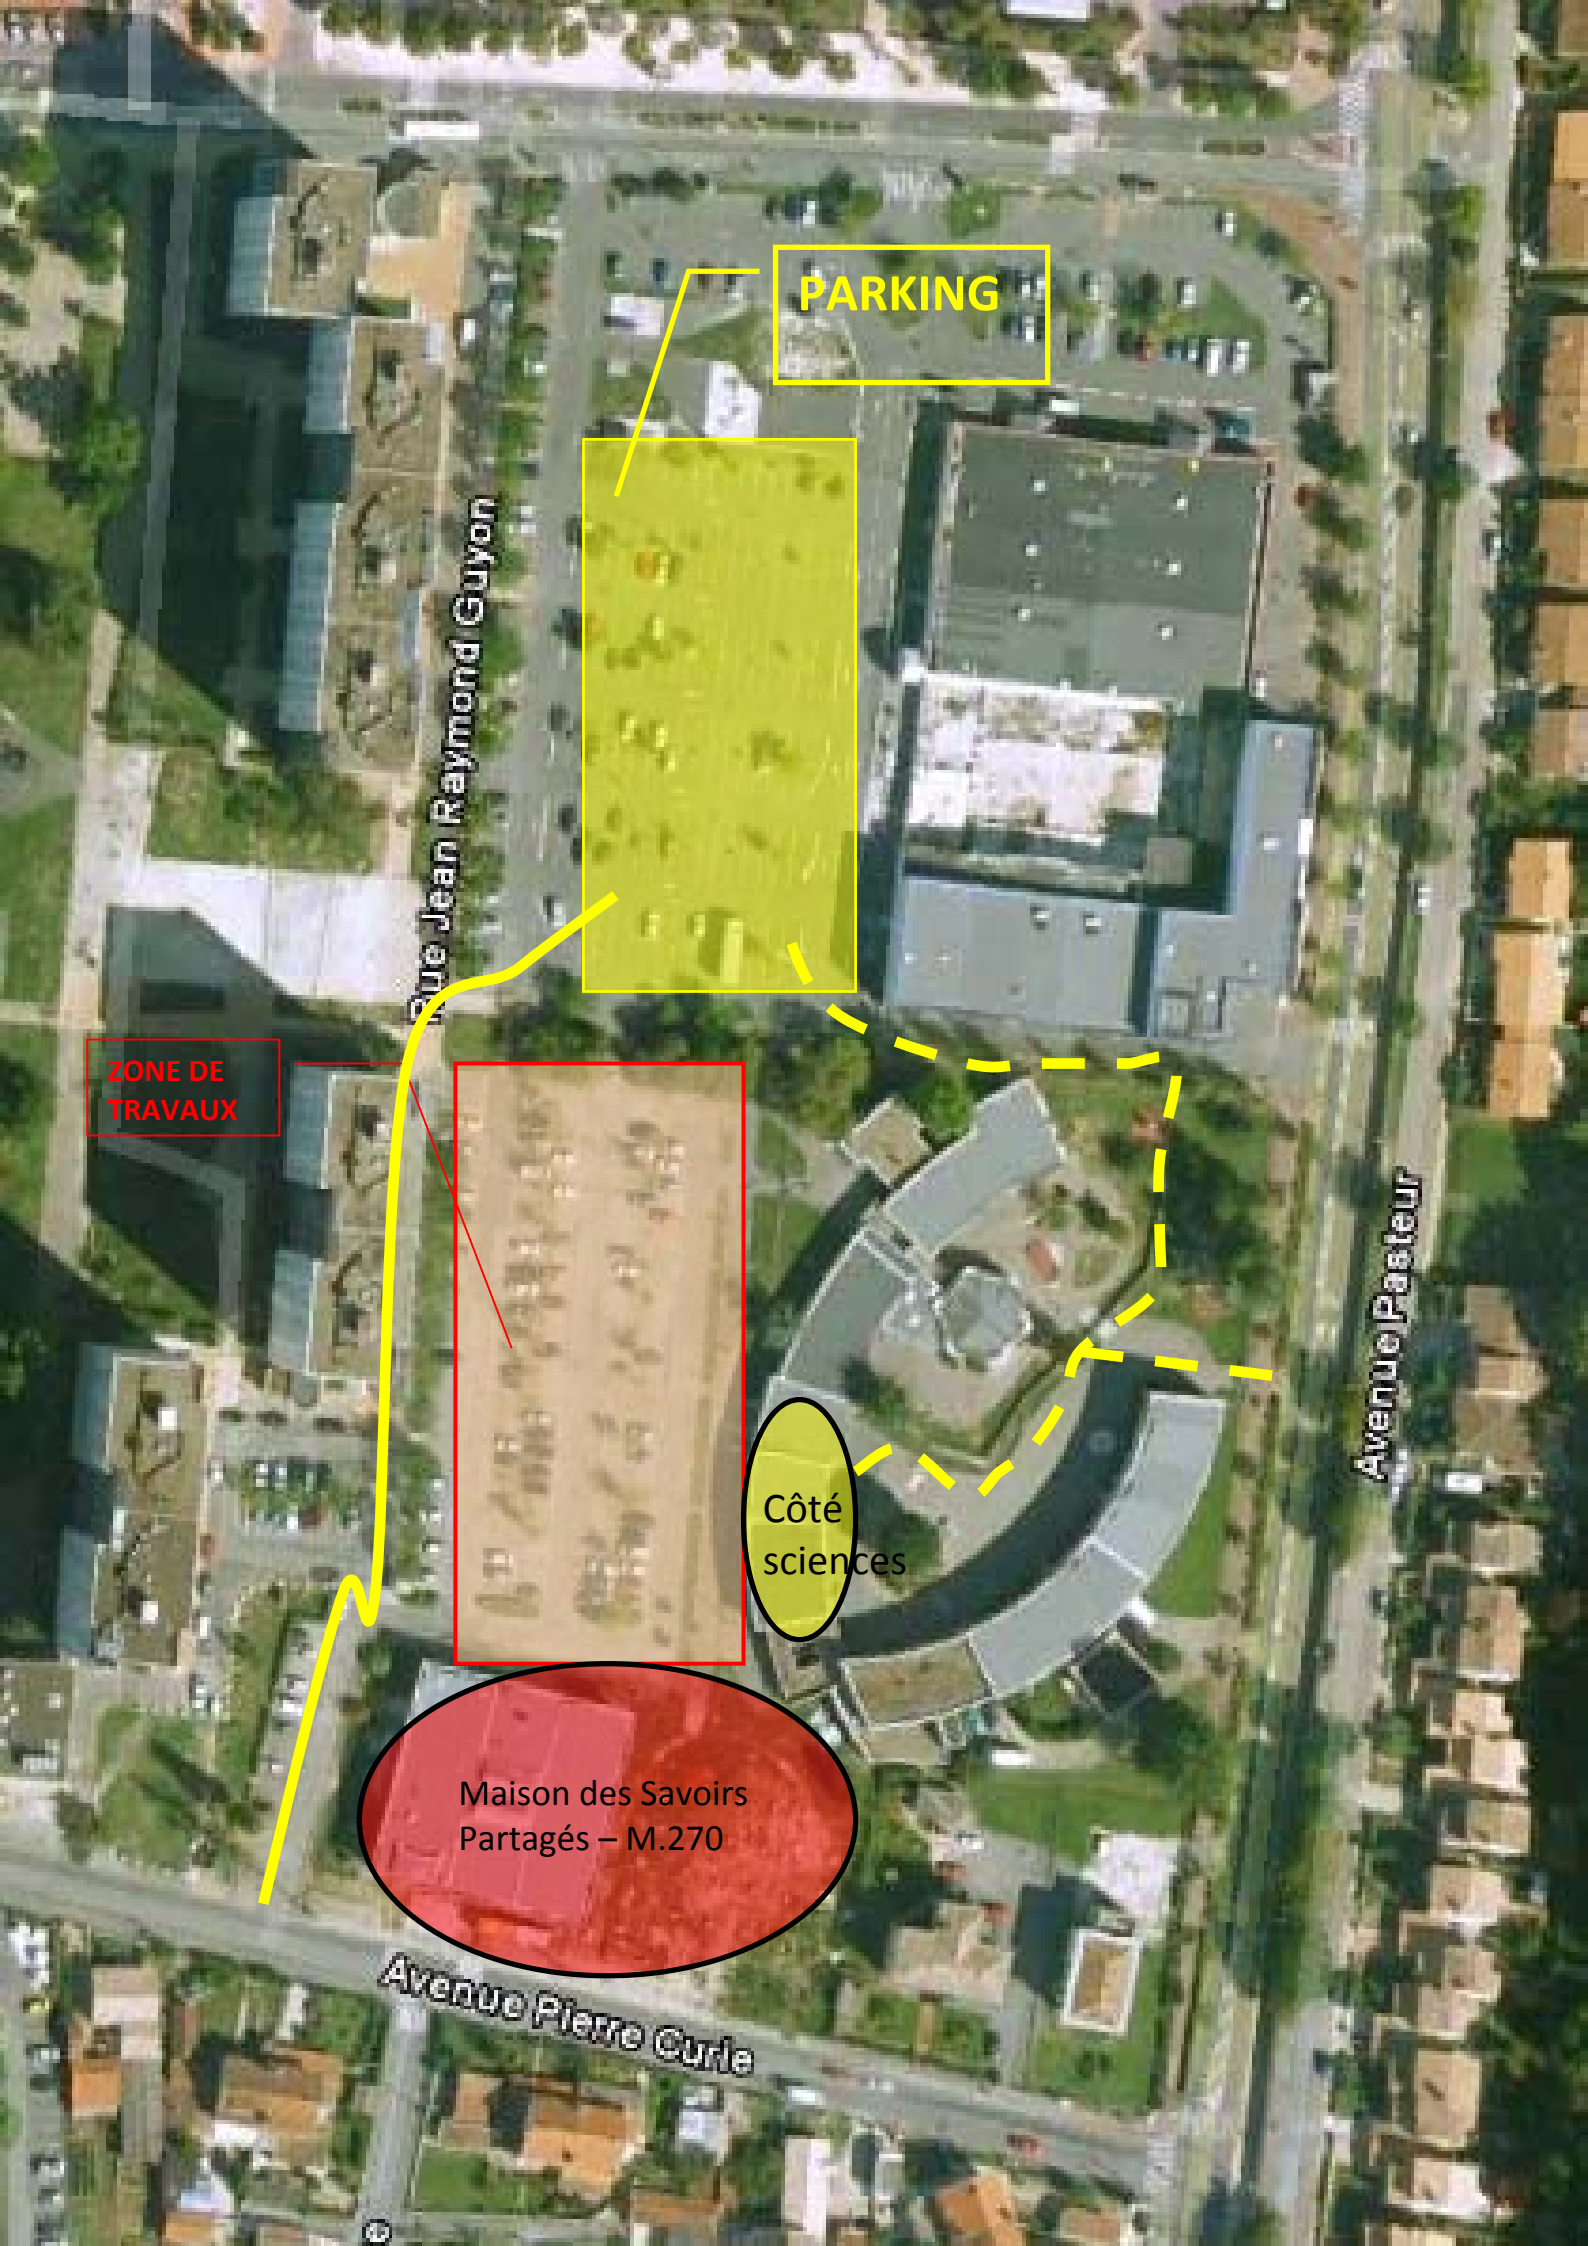 PARKING
Rue Jean Raymond Guyon
ZONE DE
TRAVAUX
Avenue Pasteur
Côté
sciences
Maison des Savoirs
Partagés – M.270
Avenue Pierre Curie
e